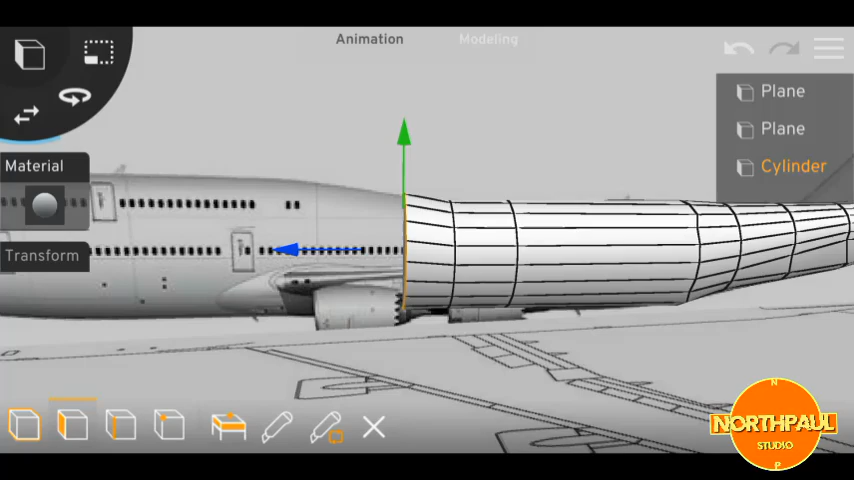 Animation
Modeling
Plane
Plane
Cylinder
Material
Transform
N
NORTHPAUL
STUDIO
P